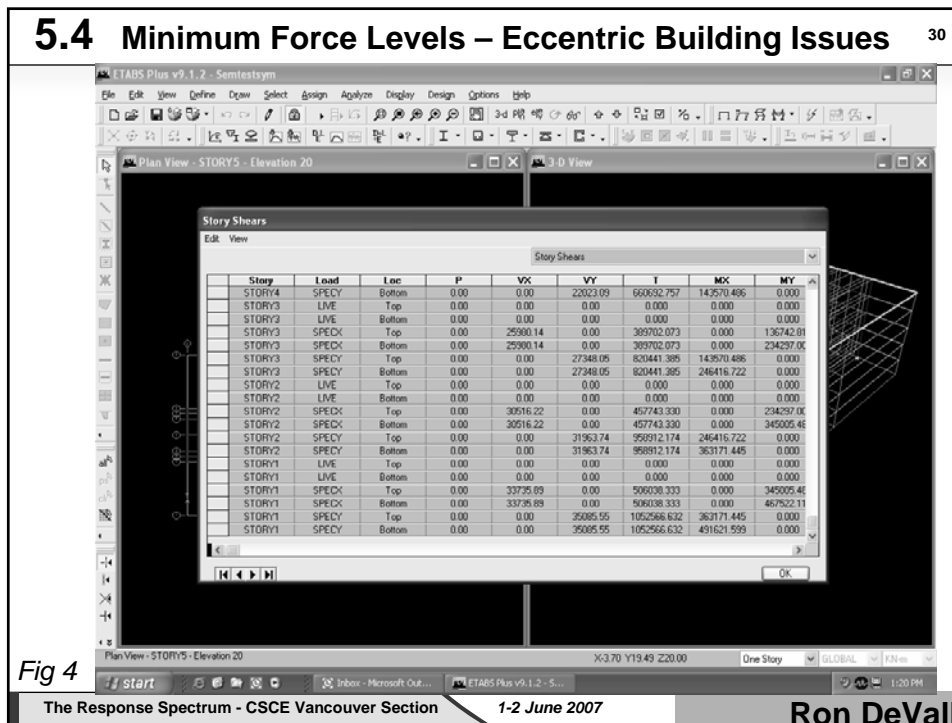 5.4 Minimum Force Levels – Eccentric Building Issues 30
ETABS Plus v9.1.2 - Semtestsym
File Edit View Define Draw Select Assign Analyze Display Design Options Help
Plan View - STORY5 - Elevation 20
3-D View
Story Shears
Edit View
Story Shears
Story Load Loc P VX VY T MX MY
STORY4 SPECY Bottom 0.00 0.00 22023.09 660692.757 143570.486 0.000
STORY3 LIVE Top 0.00 0.00 0.00 0.000 0.000 0.000
STORY3 LIVE Bottom 0.00 0.00 0.00 0.000 0.000 0.000
STORY3 SPECX Top 0.00 25980.14 0.00 389702.073 0.000 136742.81
STORY3 SPECX Bottom 0.00 25980.14 0.00 389702.073 0.000 234297.00
STORY3 SPECY Top 0.00 0.00 27348.05 820441.385 143570.486 0.000
STORY3 SPECY Bottom 0.00 0.00 27348.05 820441.385 246416.722 0.000
STORY2 LIVE Top 0.00 0.00 0.00 0.000 0.000 0.000
STORY2 LIVE Bottom 0.00 0.00 0.00 0.000 0.000 0.000
STORY2 SPECX Top 0.00 30516.22 0.00 457743.330 0.000 234297.00
STORY2 SPECX Bottom 0.00 30516.22 0.00 457743.330 0.000 345005.48
STORY2 SPECY Top 0.00 0.00 31963.74 958912.174 246416.722 0.000
STORY2 SPECY Bottom 0.00 0.00 31963.74 958912.174 363171.445 0.000
STORY1 LIVE Top 0.00 0.00 0.00 0.000 0.000 0.000
STORY1 LIVE Bottom 0.00 0.00 0.00 0.000 0.000 0.000
STORY1 SPECX Top 0.00 33735.89 0.00 506038.333 0.000 345005.48
STORY1 SPECX Bottom 0.00 33735.89 0.00 506038.333 0.000 467522.11
STORY1 SPECY Top 0.00 0.00 35085.55 1052566.632 363171.445 0.000
STORY1 SPECY Bottom 0.00 0.00 35085.55 1052566.632 491621.599 0.000
OK
Plan View - STORY5 - Elevation 20 X-3.70 Y19.49 Z20.00 One Story GLOBAL KN-m
Fig 4
start Inbox - Microsoft Out... ETABS Plus v9.1.2 - S... 1:20 PM
The Response Spectrum - CSCE Vancouver Section 1-2 June 2007 Ron DeVall